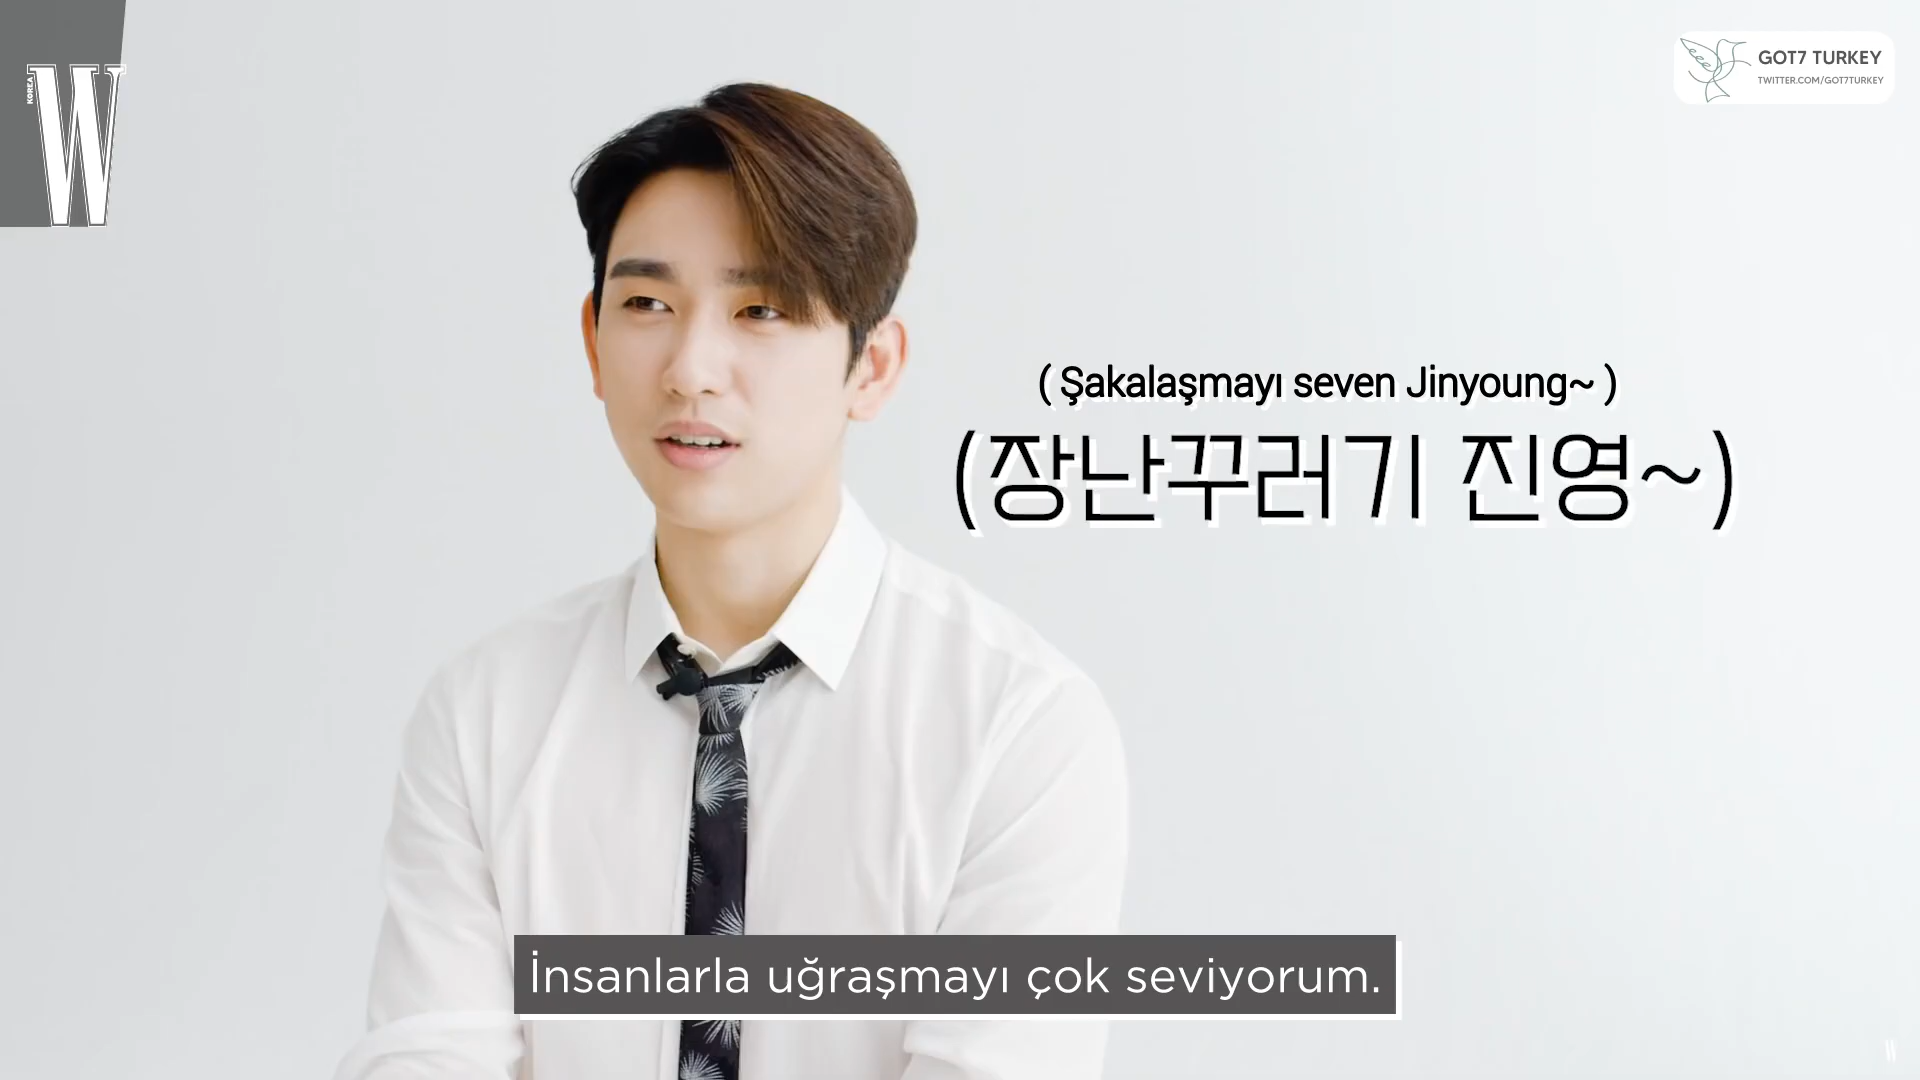 W
KOREA
GOT7 TURKEY
TWITTER.COM/GOT7TURKEY
( Şakalaşmayı seven Jinyoung~ )
(장난꾸러기 진영~)
İnsanlarla uğraşmayı çok seviyorum.
W